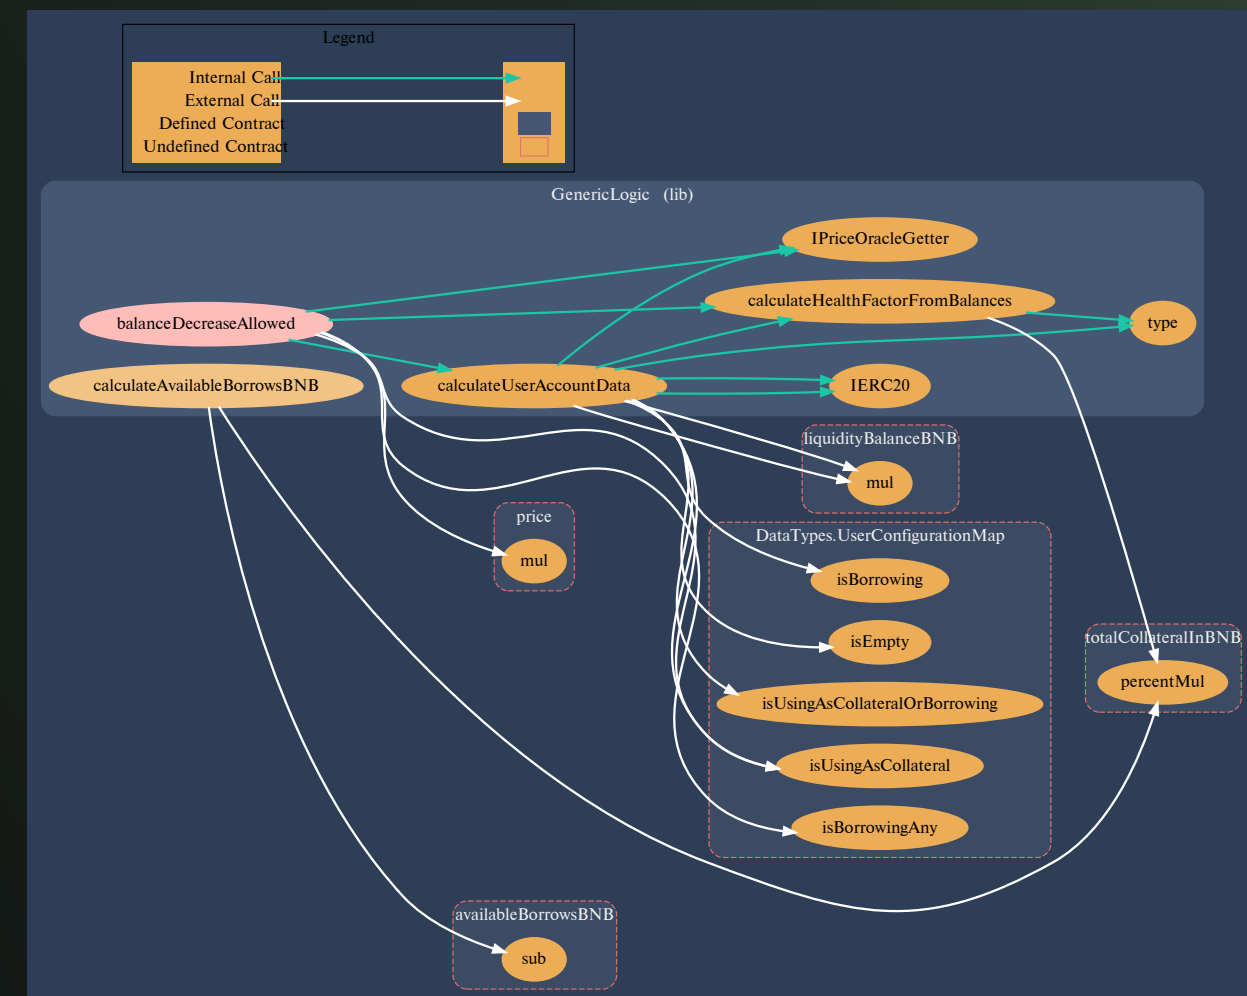 Legend
Internal Call
External Call
Defined Contract
Undefined Contract
GenericLogic (lib)
IPriceOracleGetter
calculateHealthFactorFromBalances
balanceDecreaseAllowed
type
calculateAvailableBorrowsBNB
calculateUserAccountData
IERC20
liquidityBalanceBNB
mul
price
mul
DataTypes.UserConfigurationMap
isBorrowing
isEmpty
isUsingAsCollateralOrBorrowing
isUsingAsCollateral
isBorrowingAny
totalCollateralInBNB
percentMul
availableBorrowsBNB
sub